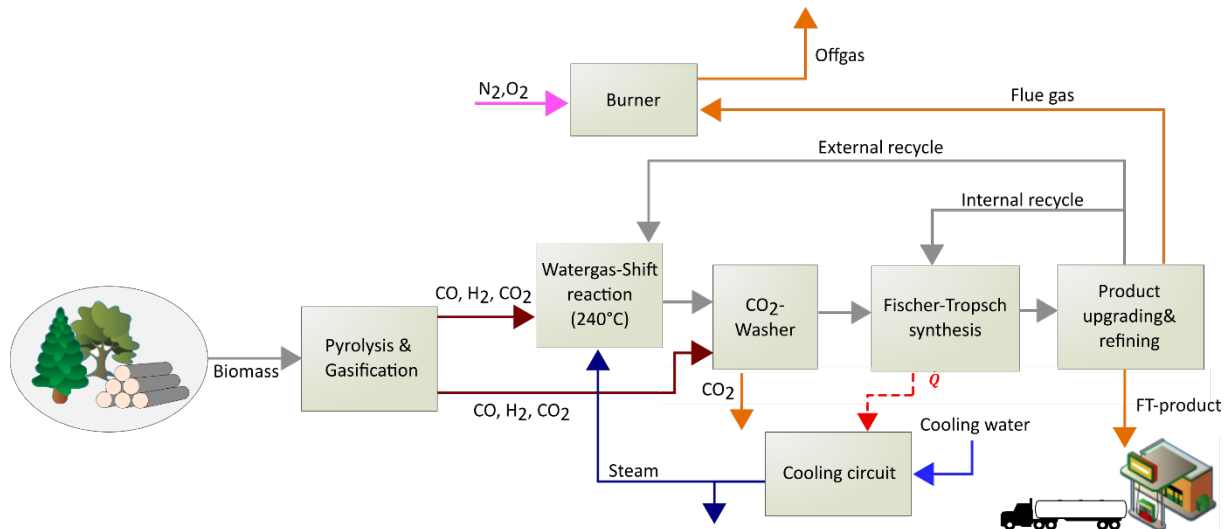 Offgas
N2,O2
Burner
Flue gas
External recycle
Internal recycle
Watergas-Shift
reaction
(240°C)
CO, H2, CO2
CO2-
Washer
Fischer-Tropsch
synthesis
Product
upgrading&
refining
Pyrolysis &
Gasification
Biomass
CO, H2, CO2
CO2
Q̇
FT-product
Cooling water
Steam
Cooling circuit